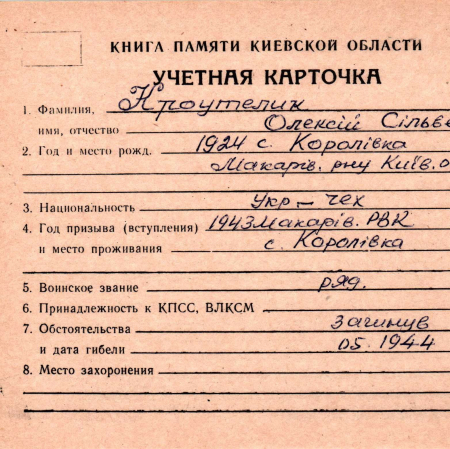 КНИГА ПАМЯТИ КИЕВСКОЙ ОБЛАСТИ
УЧЕТНАЯ КАРТОЧКА
1. Фамилия, Кроутелик
имя, отчество Олексій Сільве
2. Год и место рожд. 1924 с. Королівка
Макарів. рну Київ. о
3. Национальность Укр – чех
4. Год призыва (вступления) 1943 Макарів. РВК
и место проживания с. Королівка
5. Воинское звание ряд.
6. Принадлежность к КПСС, ВЛКСМ
7. Обстоятельства Загинув
и дата гибели 05. 1944
8. Место захоронения